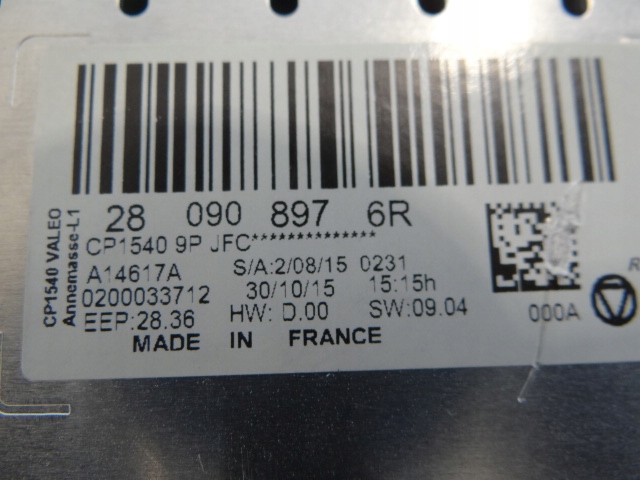 28 090 897 6R
CP1540 VALEO
Annemasse-L1
CP1540 9P JFC**************
A14617A S/A:2/08/15 0231
0200033712 30/10/15 15:15h
EEP:28.36 HW: D.00 SW:09.04
000A
R
MADE IN FRANCE